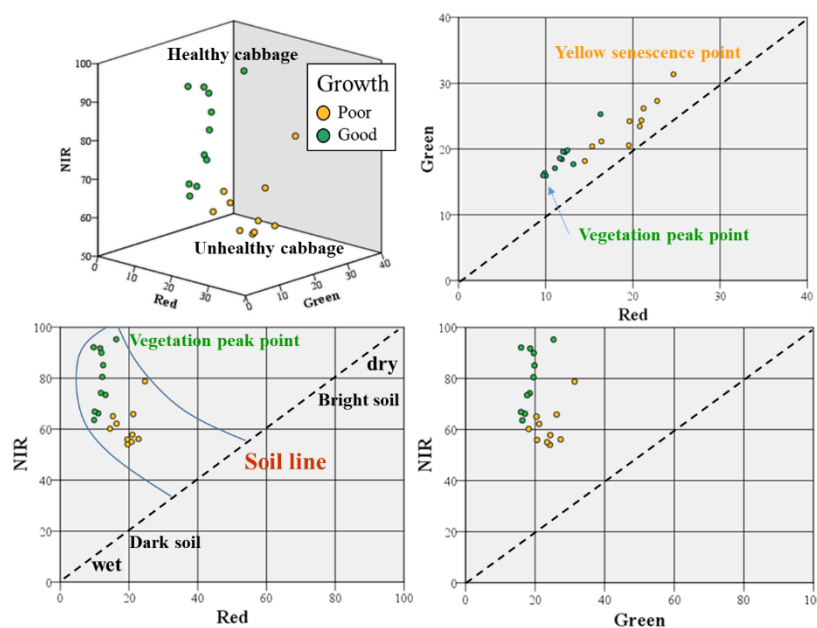 Healthy cabbage
Growth
Poor
Good
Unhealthy cabbage
NIR
100
90
80
70
60
50
0
10
20
30
Red
0
10
20
30
40
Green
Yellow senescence point
Vegetation peak point
Green
40
30
20
10
0
0
10
20
30
40
Red
Vegetation peak point
dry
Bright soil
Soil line
Dark soil
wet
NIR
100
80
60
40
20
0
0
20
40
60
80
100
Red
NIR
100
80
60
40
20
0
0
20
40
60
80
100
Green